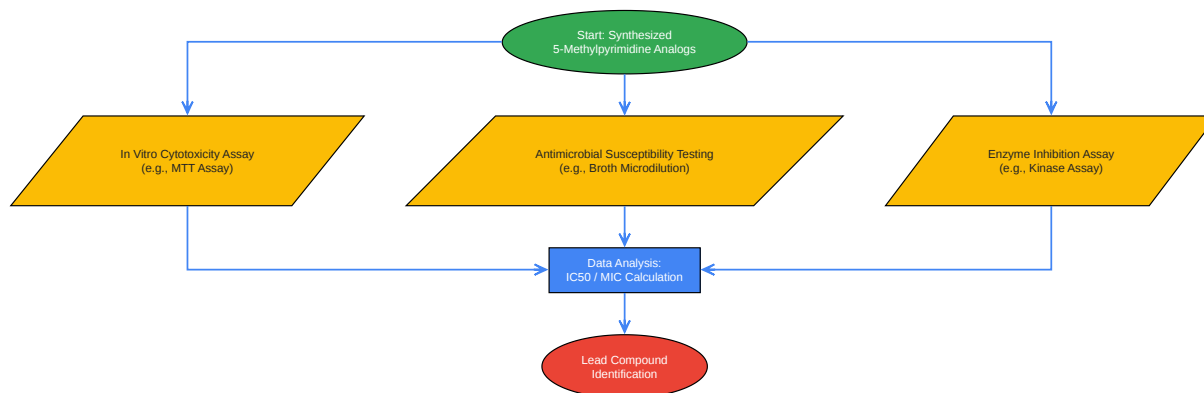 Start: Synthesized
5-Methylpyrimidine Analogs
In Vitro Cytotoxicity Assay
(e.g., MTT Assay)
Antimicrobial Susceptibility Testing
(e.g., Broth Microdilution)
Enzyme Inhibition Assay
(e.g., Kinase Assay)
Data Analysis:
IC50 / MIC Calculation
Lead Compound
Identification